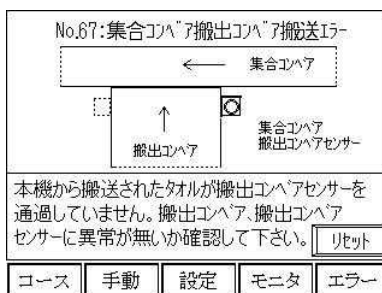 No.67:集合ｺﾝﾍﾞｱ搬出ｺﾝﾍﾞｱ搬送ｴﾗｰ
← 集合ｺﾝﾍﾞｱ
↑
搬出ｺﾝﾍﾞｱ
集合ｺﾝﾍﾞｱ
搬出ｺﾝﾍﾞｱｾﾝｻｰ
本機から搬送されたﾀｵﾙが搬出ｺﾝﾍﾞｱｾﾝｻｰを
通過していません。搬出ｺﾝﾍﾞｱ、搬出ｺﾝﾍﾞｱ
ｾﾝｻｰに異常が無いか確認して下さい。
ﾘｾｯﾄ
コース 手動 設定 モニタ エラー